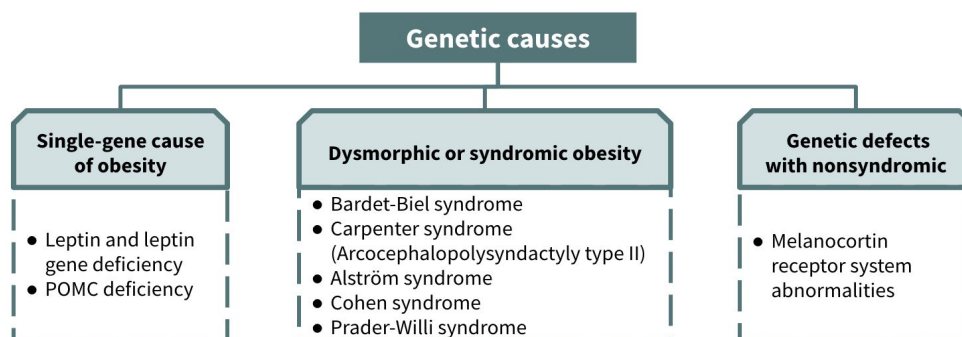 Genetic causes
Single-gene cause
of obesity
● Leptin and leptin
gene deficiency
● POMC deficiency
Dysmorphic or syndromic obesity
● Bardet-Biel syndrome
● Carpenter syndrome
(Arcocephalopolysyndactyly type II)
● Alström syndrome
● Cohen syndrome
● Prader-Willi syndrome
Genetic defects
with nonsyndromic
● Melanocortin
receptor system
abnormalities